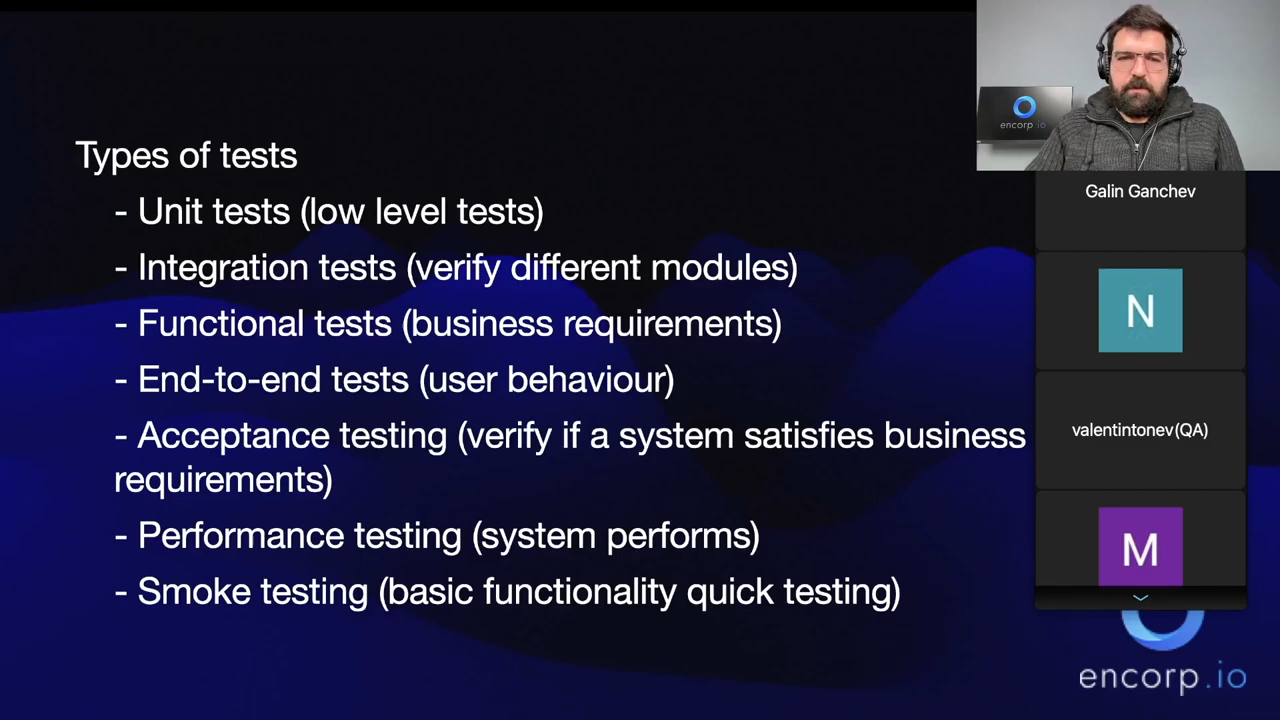 encorp.io
Types of tests
- Unit tests (low level tests)
- Integration tests (verify different modules)
- Functional tests (business requirements)
- End-to-end tests (user behaviour)
- Acceptance testing (verify if a system satisfies business
requirements)
- Performance testing (system performs)
- Smoke testing (basic functionality quick testing)
Galin Ganchev
N
valentintonev(QA)
M
encorp.io